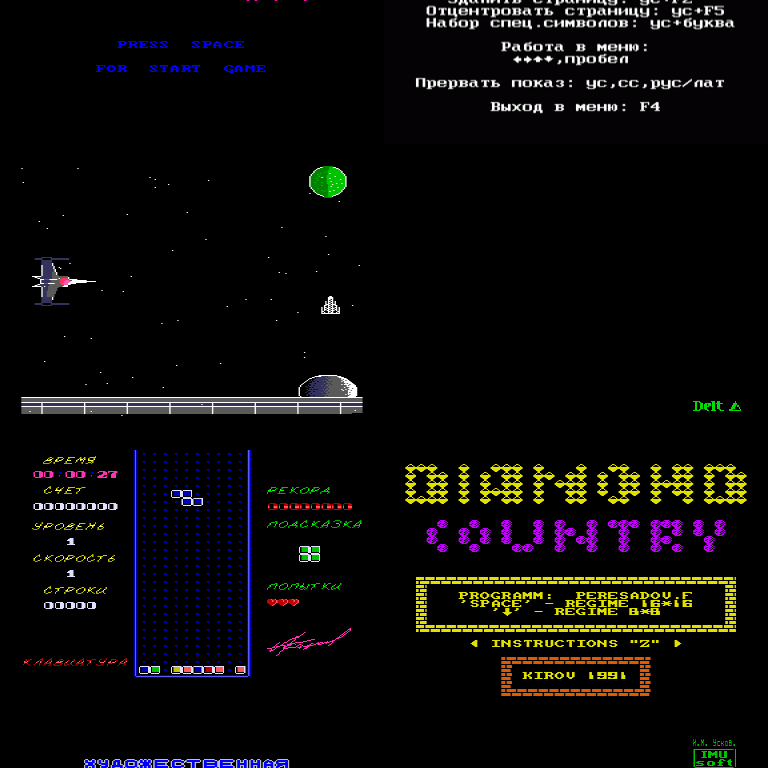 PRESS SPACE
FOR START GAME
Отцентровать страницу: ус+F5
Набор спец.символов: ус+буква
Работа в меню:
,пробел
Прервать показ: ус,сс,рус/лат
Выход в меню: F4
Delt
ВРЕМЯ
00:00:27
СЧЕТ
00000000
УРОВЕНЬ
1
СКОРОСТЬ
1
СТРОКИ
00000
КЛАВИАТУРА
РЕКОРД
00000000
ПОДСКАЗКА
ПОПЫТКИ
DIAMOND
COUNTRY
PROGRAMM: PERESADOV.F
'SPACE' - REGIME 16*16
'↓' - REGIME 8*8
◄ INSTRUCTIONS "Z" ►
KIROV 1991
И.М. Усков.
IMU
soft
ХУДОЖЕСТВЕННАЯ